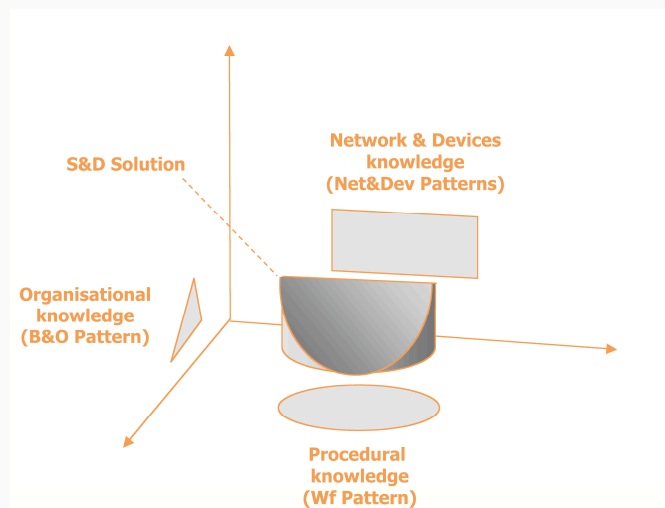 Network & Devices
knowledge
(Net&Dev Patterns)
S&D Solution
Organisational
knowledge
(B&O Pattern)
Procedural
knowledge
(Wf Pattern)